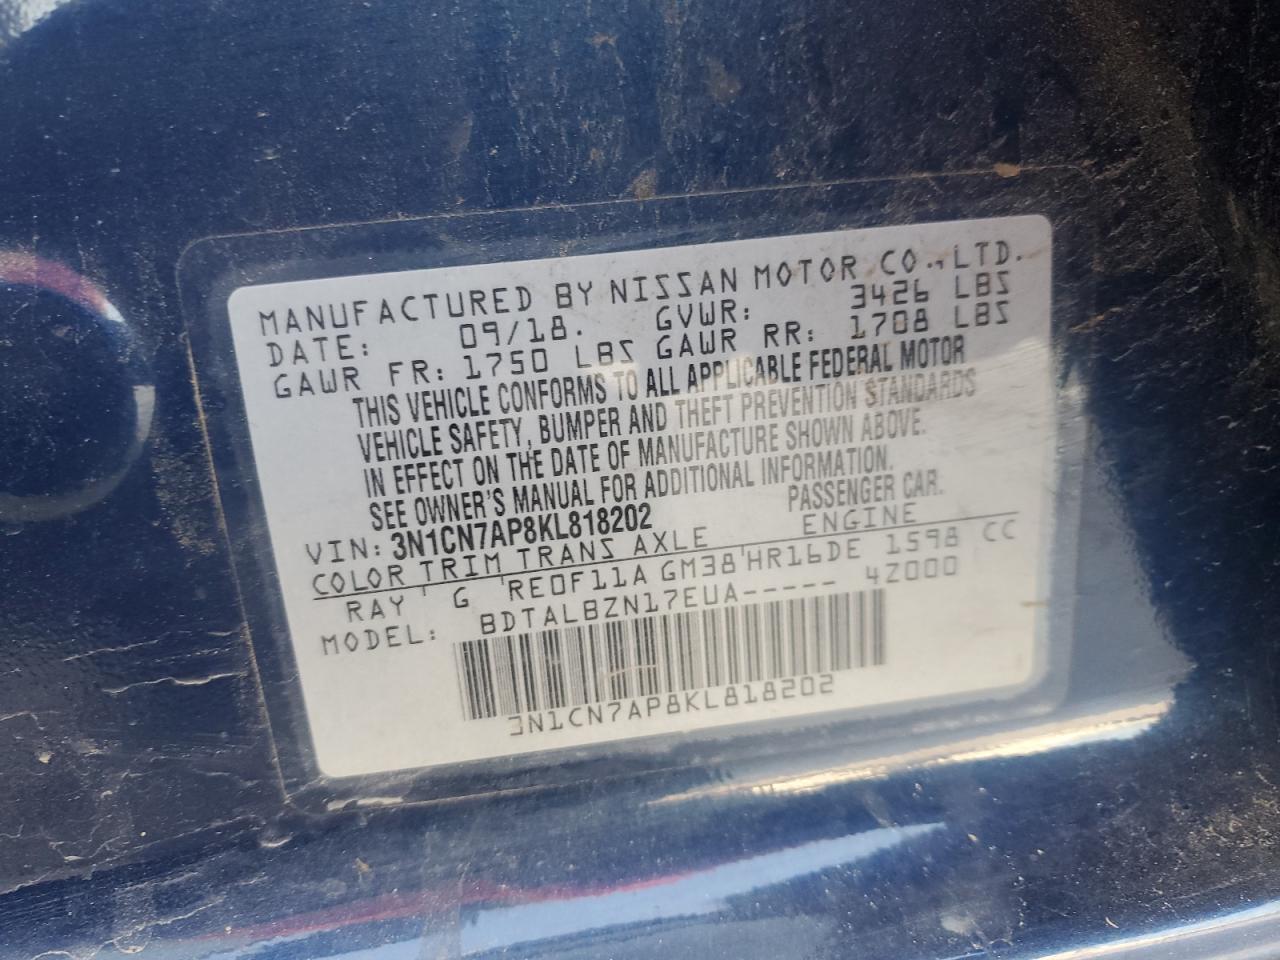 MANUFACTURED BY NISSAN MOTOR CO., LTD.
DATE: 09/18. GVWR: 3426 LBS
GAWR FR: 1750 LBS GAWR RR: 1708 LBS
THIS VEHICLE CONFORMS TO ALL APPLICABLE FEDERAL MOTOR
VEHICLE SAFETY, BUMPER AND THEFT PREVENTION STANDARDS
IN EFFECT ON THE DATE OF MANUFACTURE SHOWN ABOVE.
SEE OWNER'S MANUAL FOR ADDITIONAL INFORMATION.
VIN: 3N1CN7AP8KL818202 PASSENGER CAR.
COLOR TRIM TRANS AXLE ENGINE
RAY G RE0F11A GM38 HR16DE 1598 CC
MODEL: BDTALBZN17EUA----- 42000
3N1CN7AP8KL818202